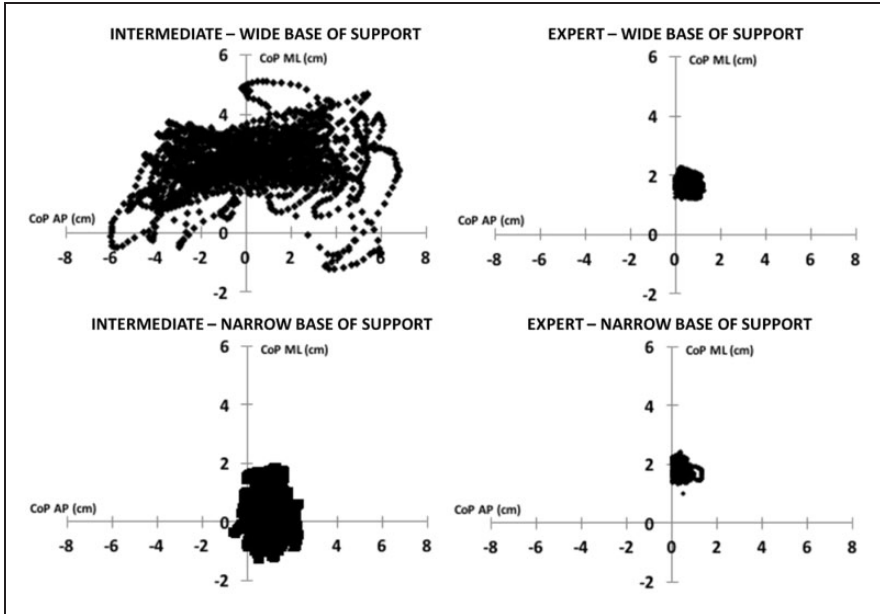 INTERMEDIATE – WIDE BASE OF SUPPORT
6
CoP ML (cm)
4
2
CoP AP (cm)
0
-8 -6 -4 -2 0 2 4 6 8
-2
EXPERT – WIDE BASE OF SUPPORT
6
CoP ML (cm)
4
2
CoP AP (cm)
0
-8 -6 -4 -2 0 2 4 6 8
-2
INTERMEDIATE – NARROW BASE OF SUPPORT
6
CoP ML (cm)
4
2
CoP AP (cm)
0
-8 -6 -4 -2 0 2 4 6 8
-2
EXPERT – NARROW BASE OF SUPPORT
6
CoP ML (cm)
4
2
CoP AP (cm)
0
-8 -6 -4 -2 0 2 4 6 8
-2